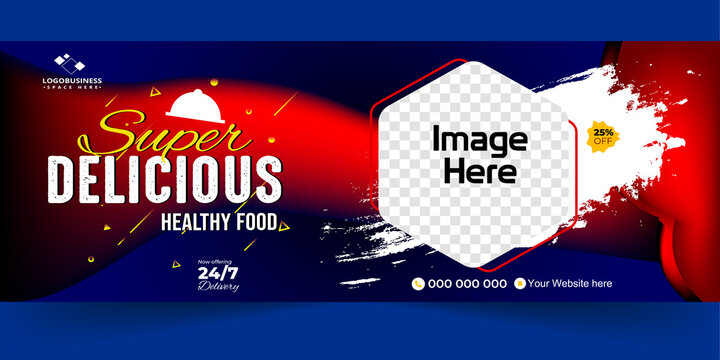 LOGOBUSINESS
SPACE HERE
Super
DELICIOUS
HEALTHY FOOD
Now offering
24/7
Delivery
Image
Here
25%
OFF
000 000 000
Your Website here